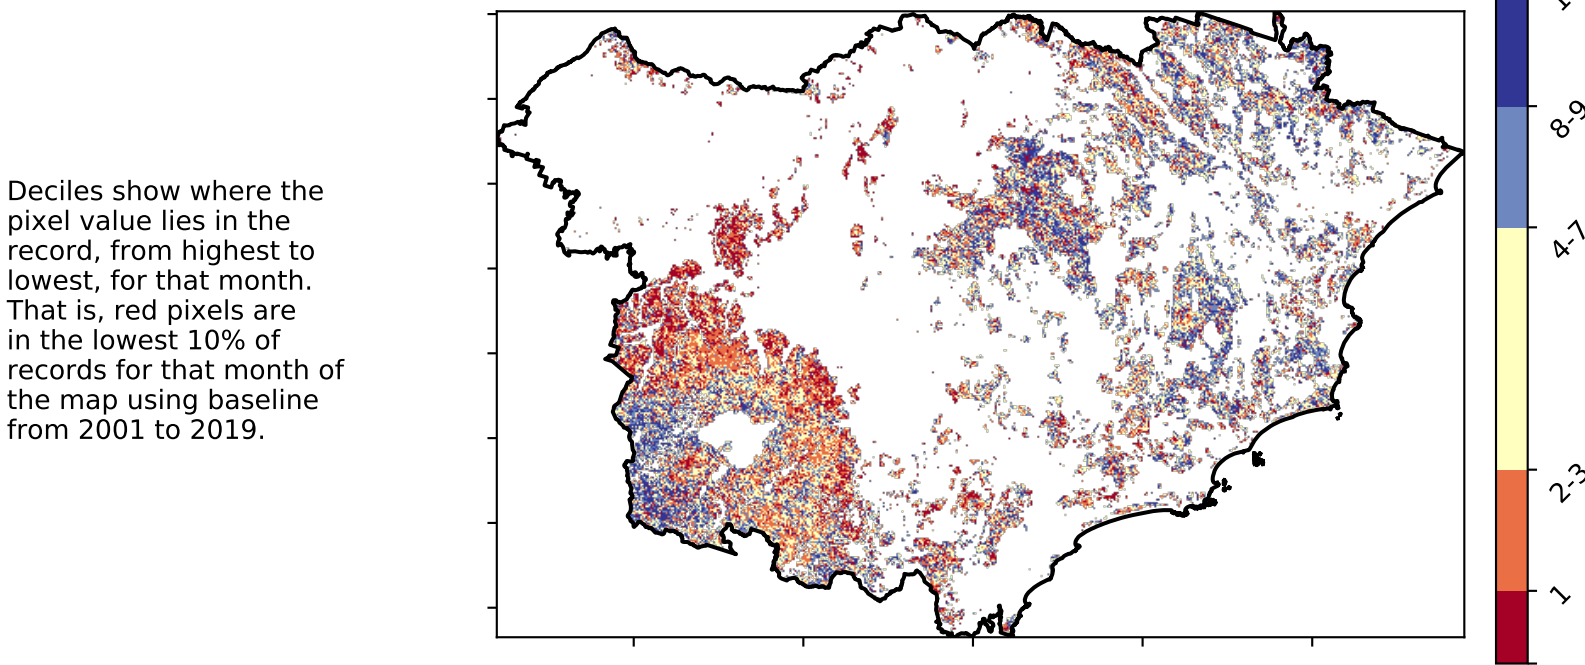 Deciles show where the
pixel value lies in the
record, from highest to
lowest, for that month.
That is, red pixels are
in the lowest 10% of
records for that month of
the map using baseline
from 2001 to 2019.
8-9
4-7
2-3
1